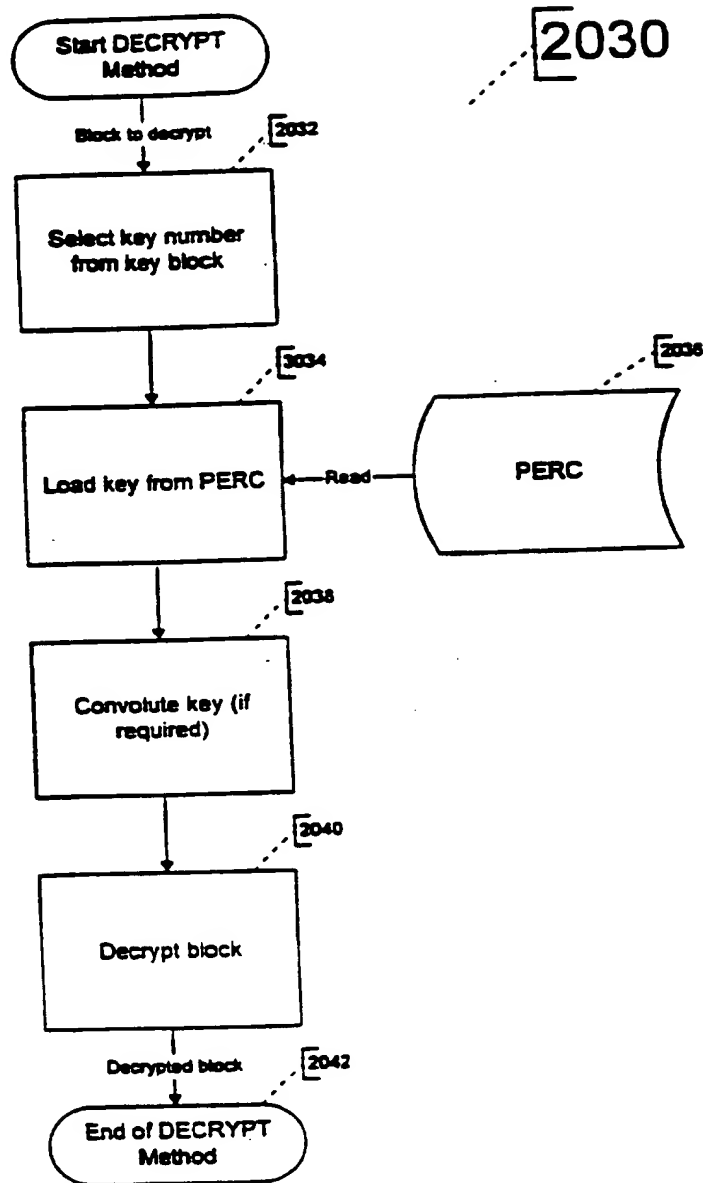 Start DECRYPT
Method
2030
Block to decrypt
2032
Select key number
from key block
3034
2036
Load key from PERC
Read
PERC
2038
Convolute key (if
required)
2040
Decrypt block
Decrypted block
2042
End of DECRYPT
Method